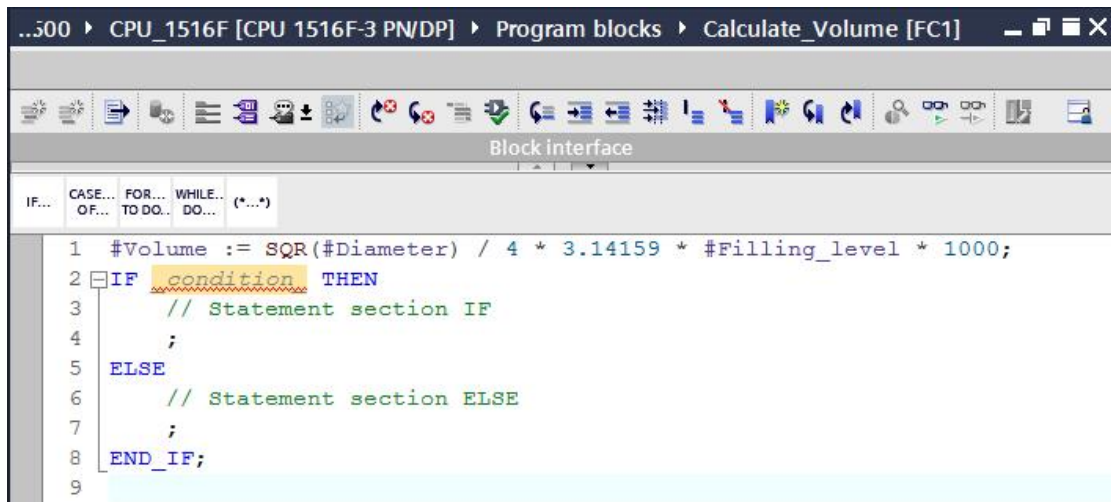 ...500 ▸ CPU_1516F [CPU 1516F-3 PN/DP] ▸ Program blocks ▸ Calculate_Volume [FC1]
Block interface
IF... CASE... FOR... WHILE.. (*...*)
OF... TO DO.. DO...
1 #Volume := SQR(#Diameter) / 4 * 3.14159 * #Filling_level * 1000;
2 IF _condition_ THEN
3 // Statement section IF
4 ;
5 ELSE
6 // Statement section ELSE
7 ;
8 END_IF;
9